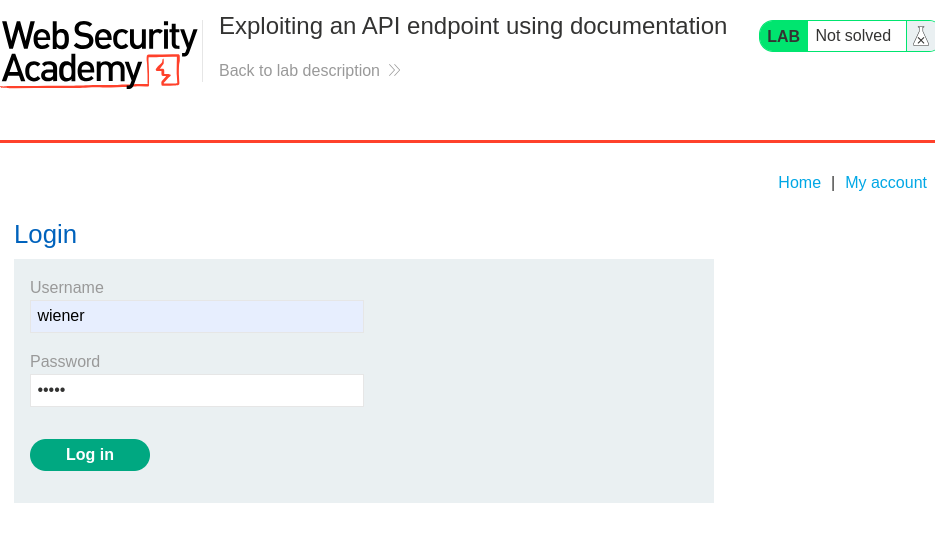 Web Security
Academy
Exploiting an API endpoint using documentation
Back to lab description
LAB
Not solved
Home | My account
Login
Username
wiener
Password
•••••
Log in